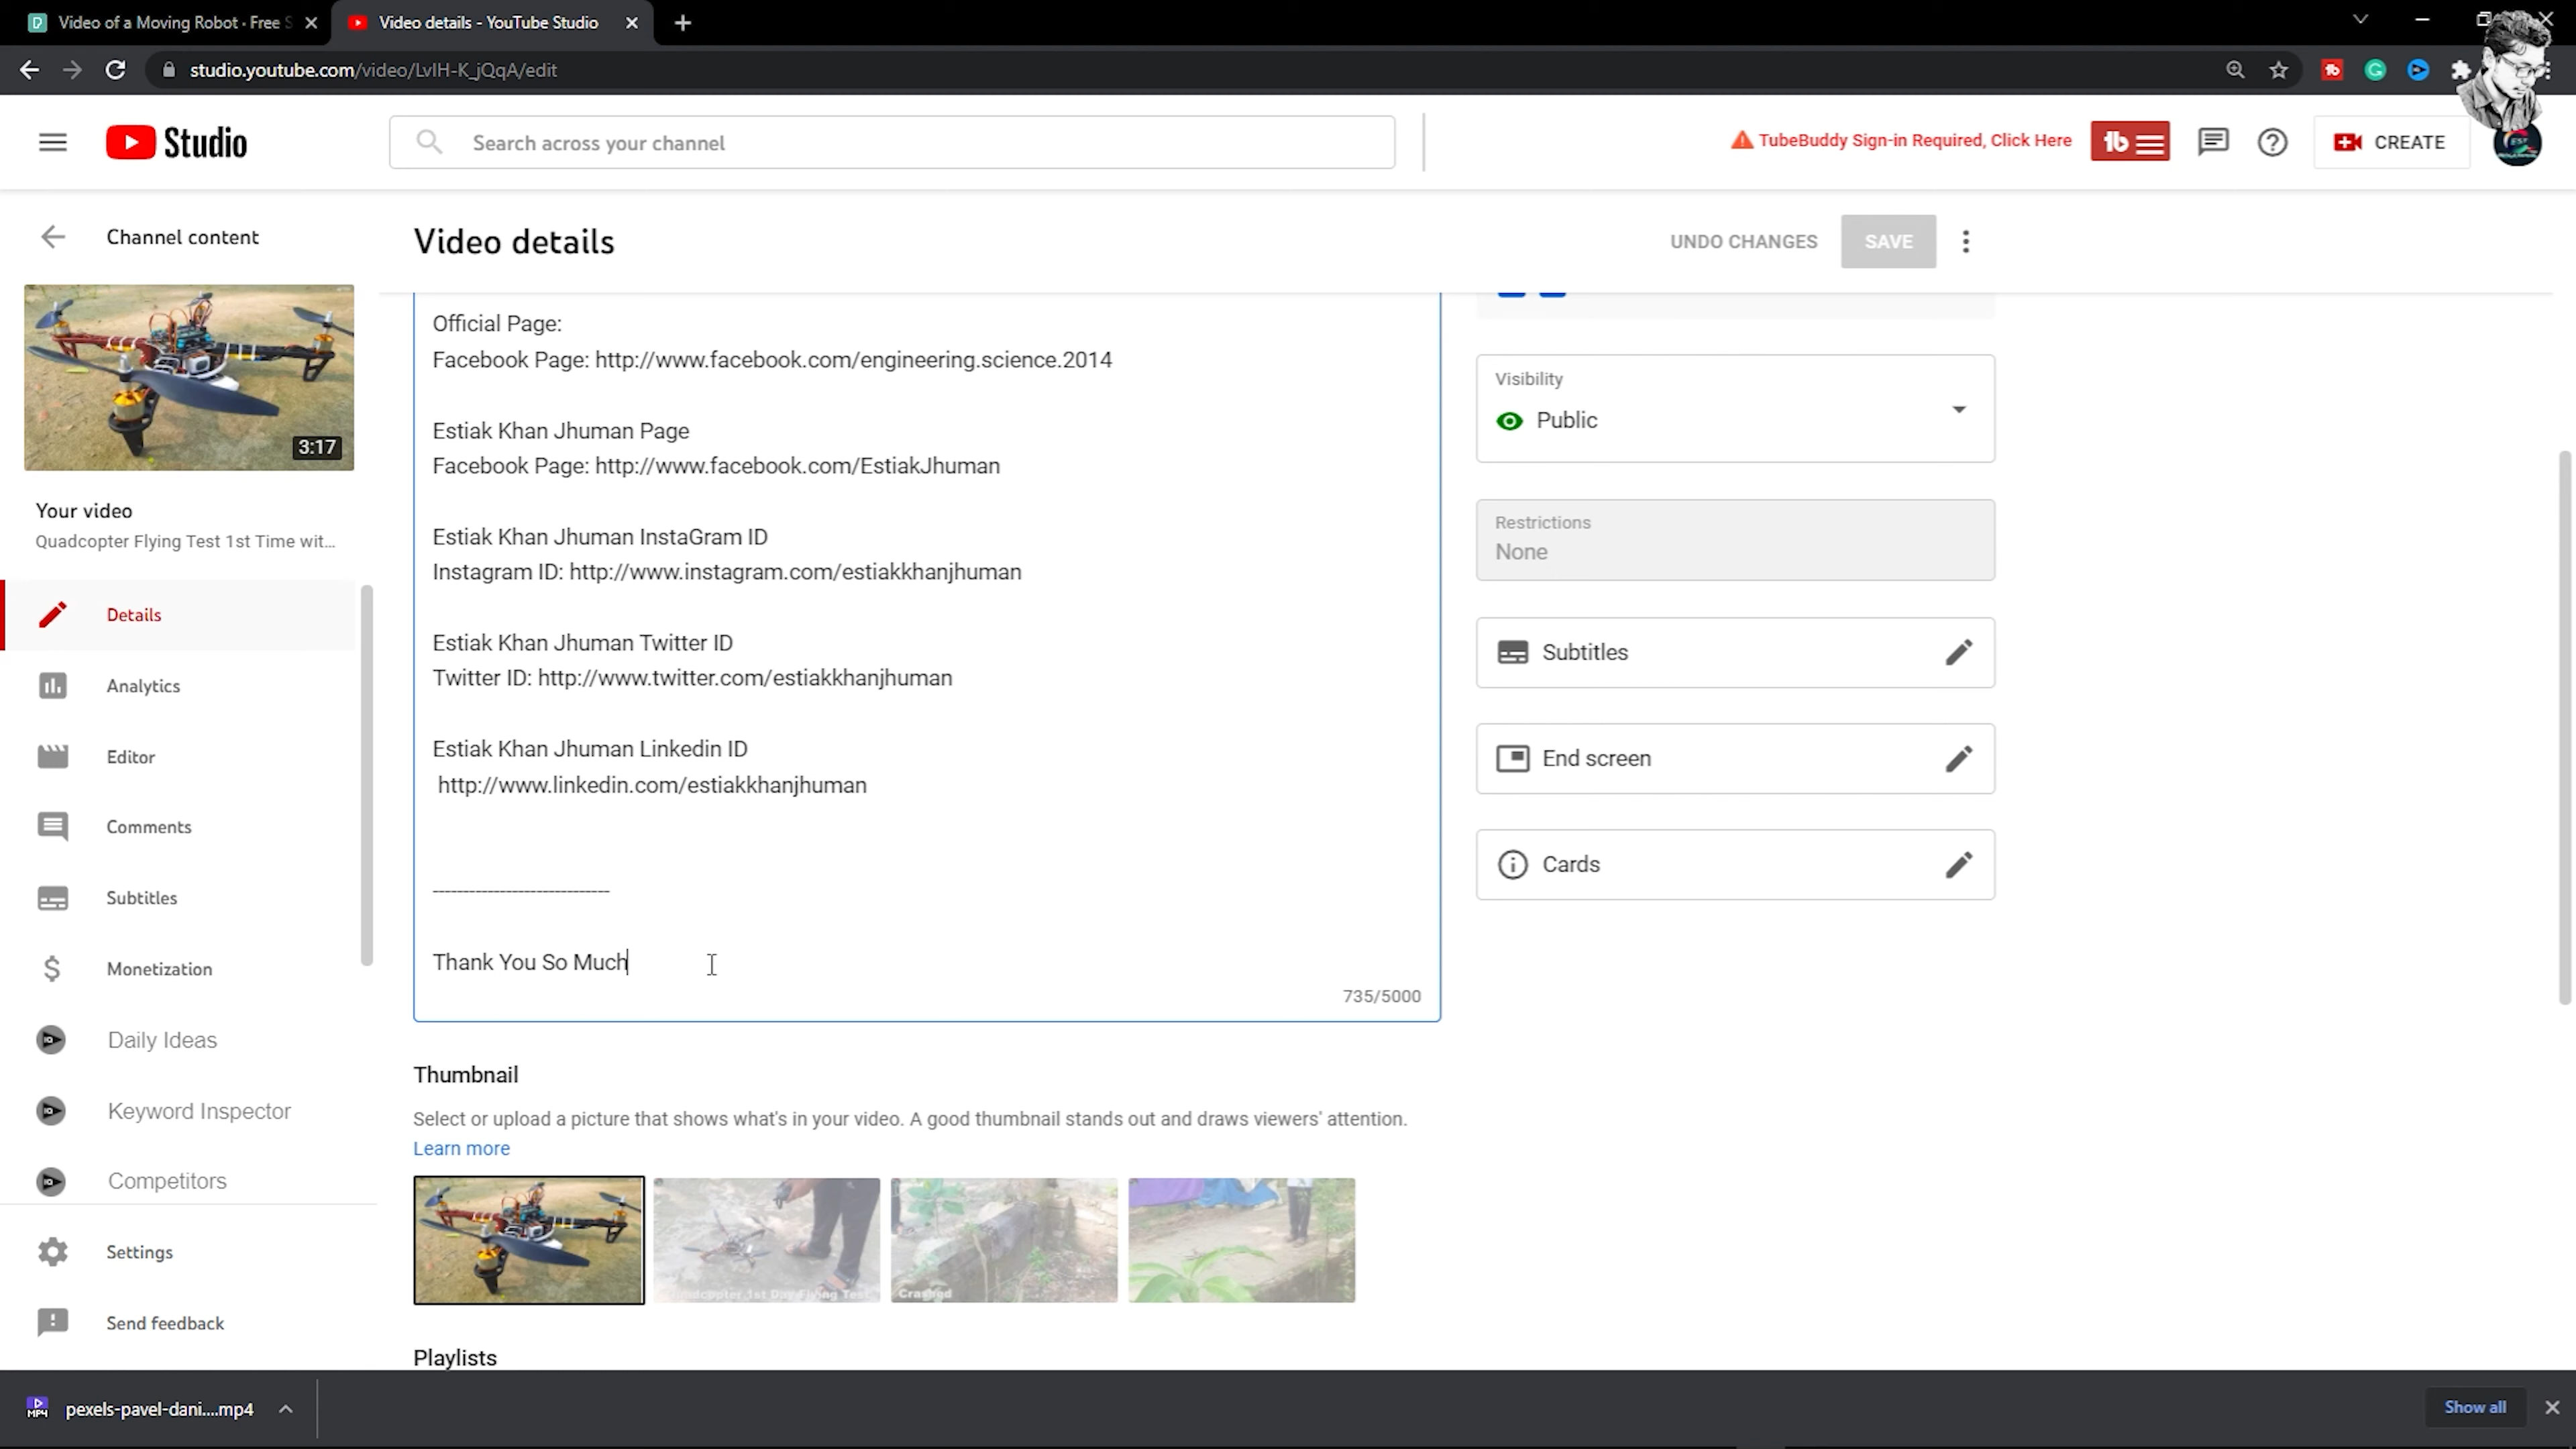 Video of a Moving Robot · Free S
Video details - YouTube Studio
studio.youtube.com/video/LvIH-K_jQqA/edit
Studio
Search across your channel
TubeBuddy Sign-in Required, Click Here
CREATE
Channel content
Video details
UNDO CHANGES
SAVE
3:17
Your video
Quadcopter Flying Test 1st Time wit...
Details
Analytics
Editor
Comments
Subtitles
Monetization
Daily Ideas
Keyword Inspector
Competitors
Settings
Send feedback
Official Page:
Facebook Page: http://www.facebook.com/engineering.science.2014
Estiak Khan Jhuman Page
Facebook Page: http://www.facebook.com/EstiakJhuman
Estiak Khan Jhuman InstaGram ID
Instagram ID: http://www.instagram.com/estiakkhanjhuman
Estiak Khan Jhuman Twitter ID
Twitter ID: http://www.twitter.com/estiakkhanjhuman
Estiak Khan Jhuman Linkedin ID
http://www.linkedin.com/estiakkhanjhuman
-----------------------------
Thank You So Much
735/5000
Visibility
Public
Restrictions
None
Subtitles
End screen
Cards
Thumbnail
Select or upload a picture that shows what's in your video. A good thumbnail stands out and draws viewers' attention.
Learn more
1st Day Flying Test
Crashed
Playlists
pexels-pavel-dani....mp4
Show all